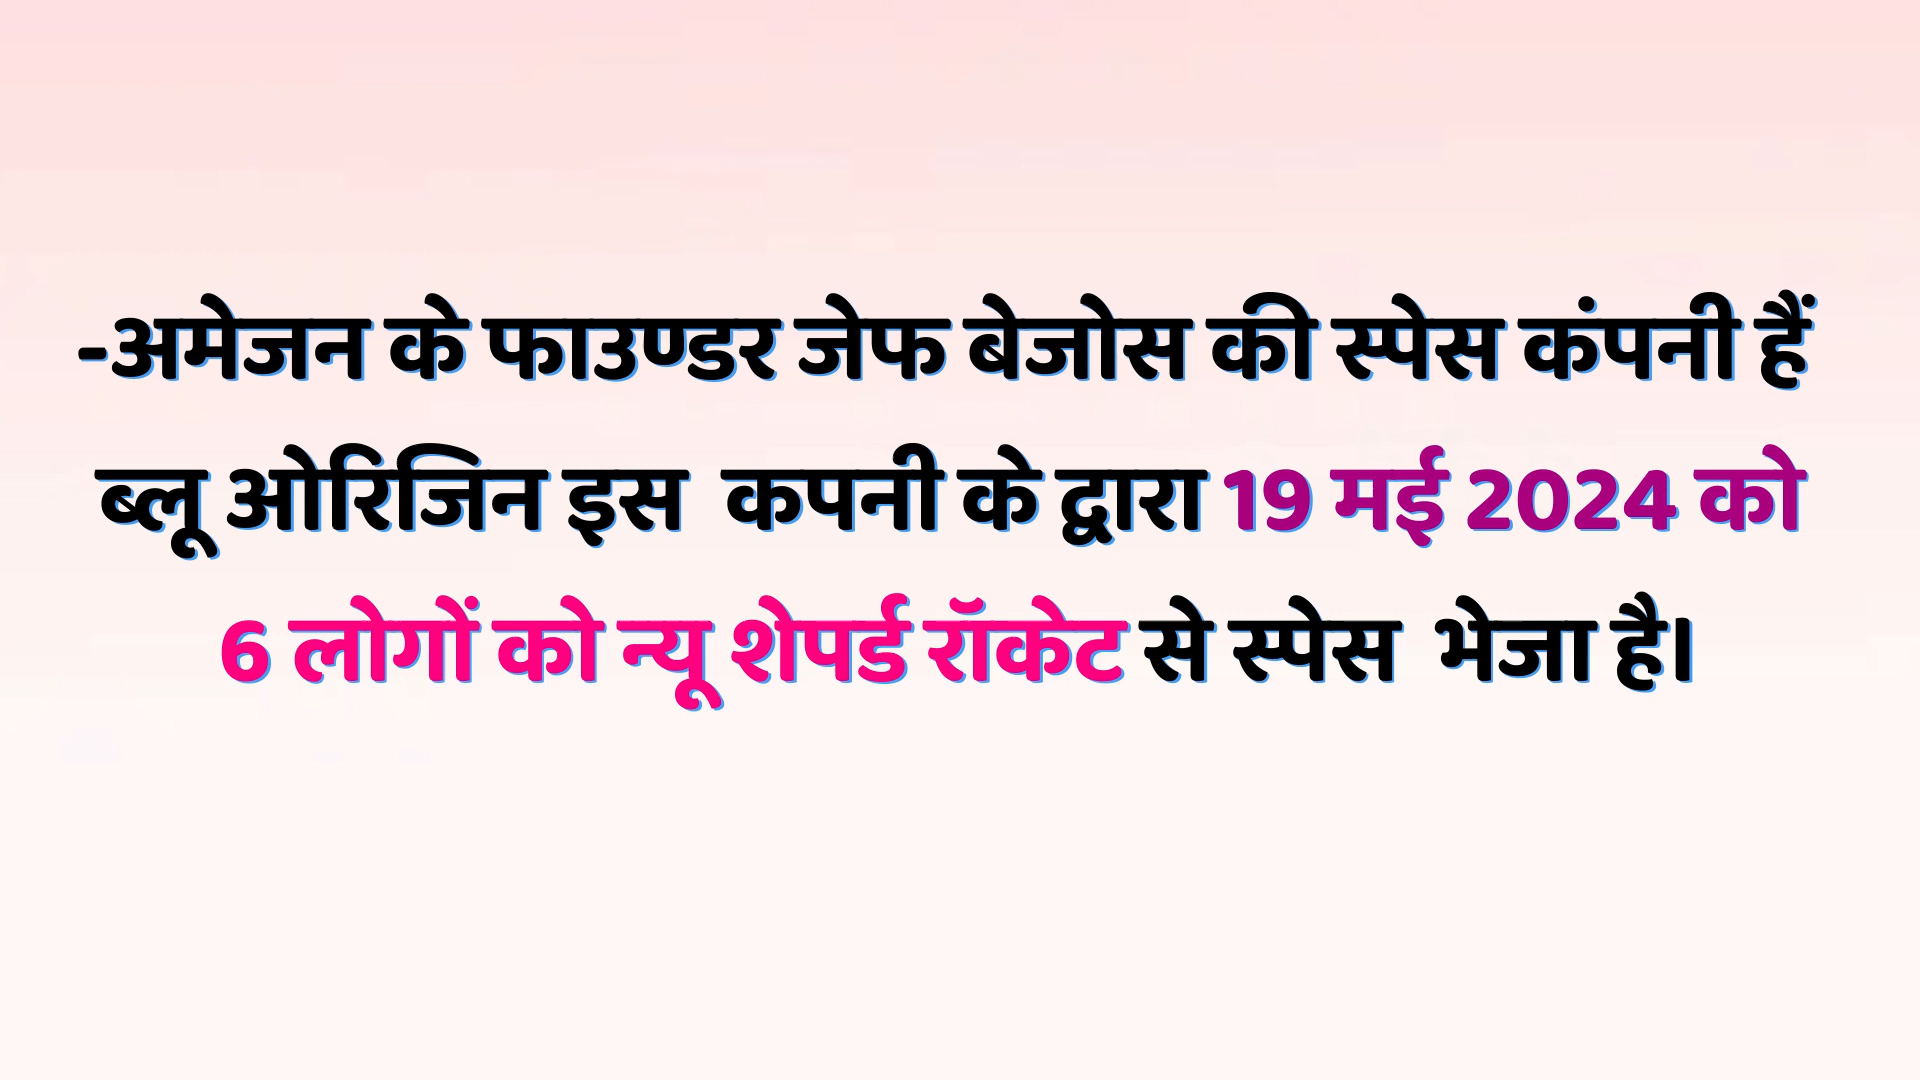 -अमेजन के फाउण्डर जेफ बेजोस की स्पेस कंपनी हैं
ब्लू ओरिजिन इस कपनी के द्वारा 19 मई 2024 को
6 लोगों को न्यू शेपर्ड रॉकेट से स्पेस भेजा है।